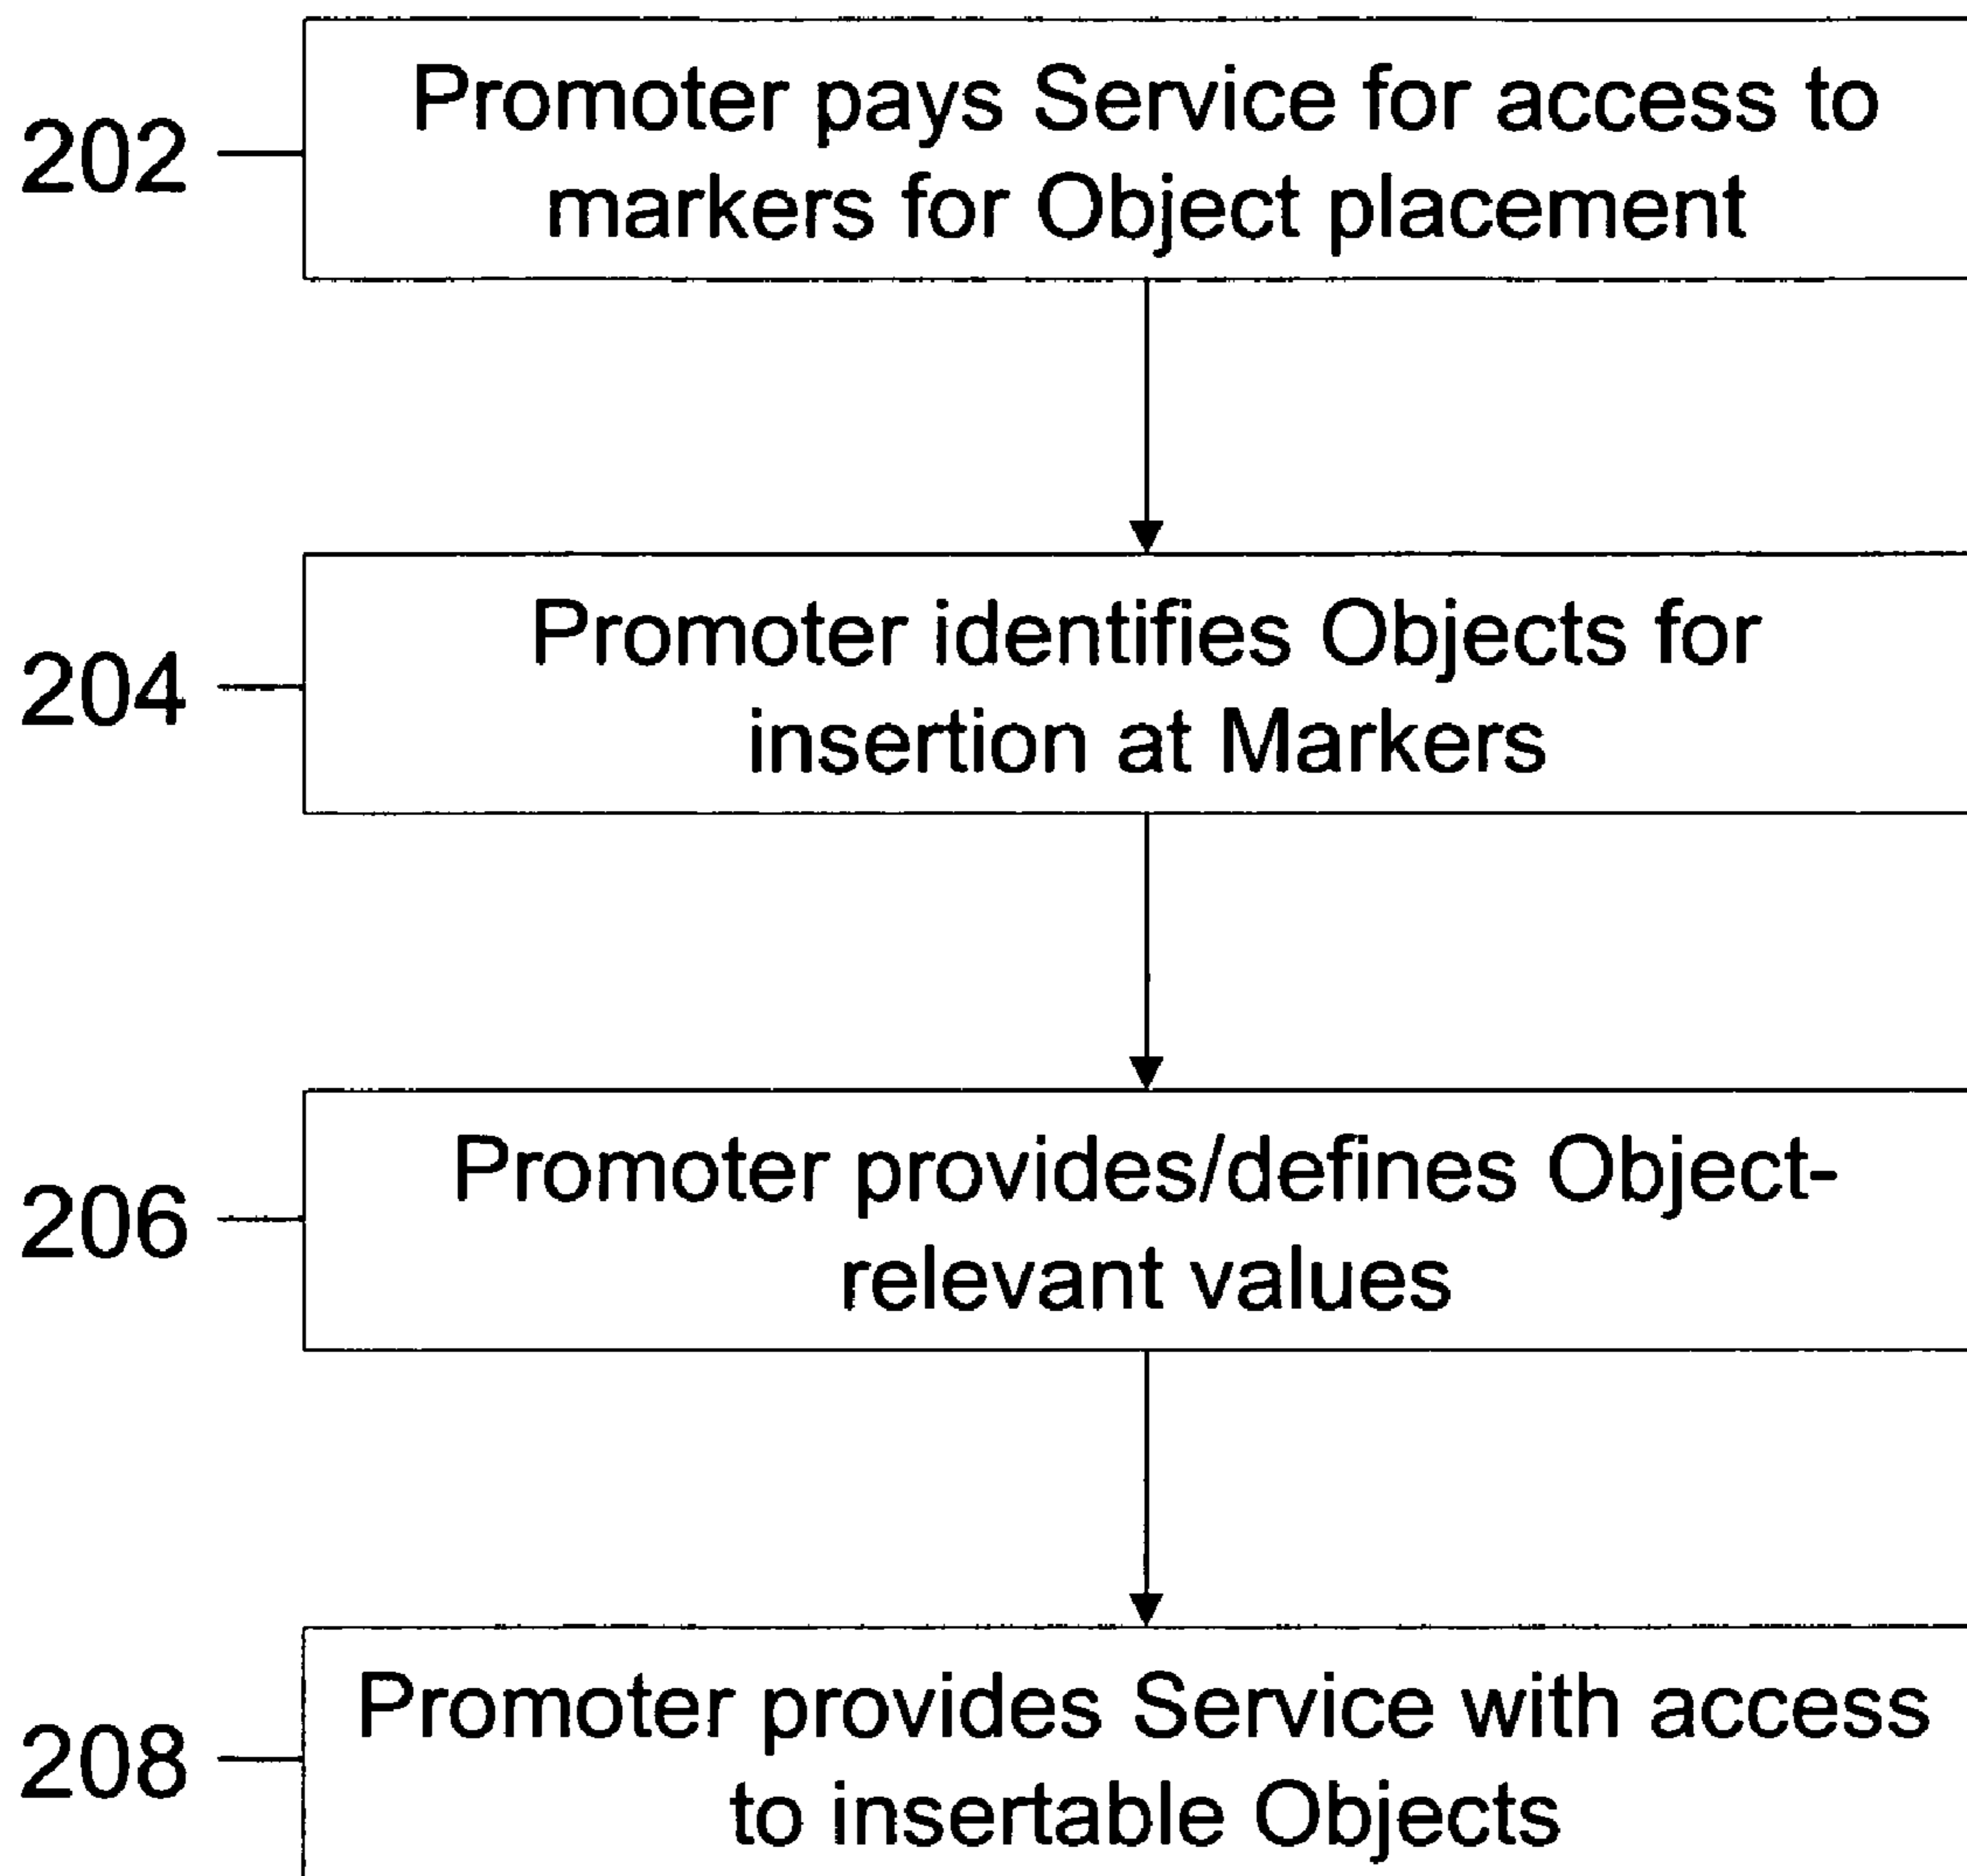 202
Promoter pays Service for access to
markers for Object placement
204
Promoter identifies Objects for
insertion at Markers
206
Promoter provides/defines Object-
relevant values
208
Promoter provides Service with access
to insertable Objects